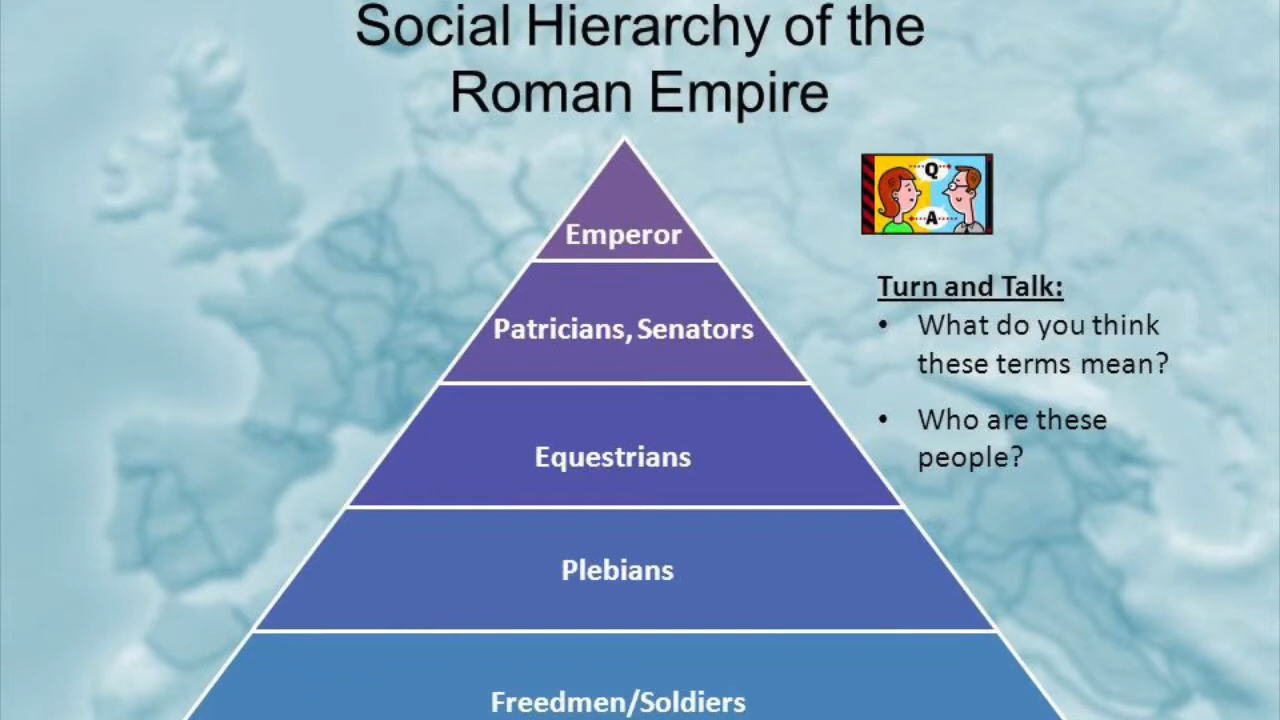 Social Hierarchy of the
Roman Empire
Emperor
Patricians, Senators
Equestrians
Plebians
Freedmen/Soldiers
Q
A
Turn and Talk:
• What do you think
these terms mean?
• Who are these
people?